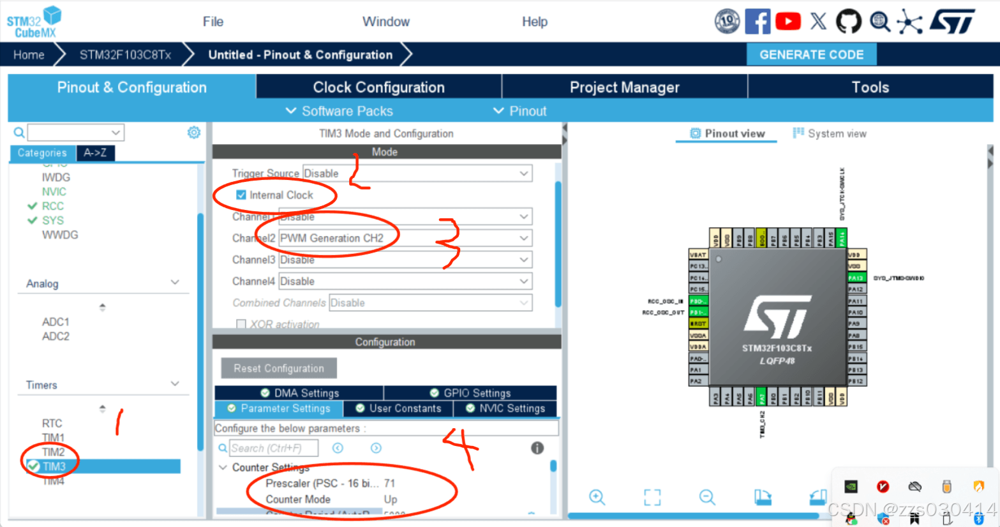 STM32
CubeMX
File
Window
Help
10
Home
STM32F103C8Tx
Untitled - Pinout & Configuration
GENERATE CODE
Pinout & Configuration
Clock Configuration
Project Manager
Tools
Software Packs
Pinout
Categories
A->Z
IWDG
NVIC
RCC
SYS
WWDG
Analog
ADC1
ADC2
Timers
RTC
TIM1
TIM2
TIM3
TIM4
1
TIM3 Mode and Configuration
Mode
2
Trigger Source Disable
Internal Clock
Channel1 Disable
3
Channel2 PWM Generation CH2
Channel3 Disable
Channel4 Disable
Combined Channels Disable
XOR activation
Configuration
Reset Configuration
DMA Settings
GPIO Settings
Parameter Settings
User Constants
NVIC Settings
Configure the below parameters :
4
Search (Ctrl+F)
Counter Settings
Prescaler (PSC - 16 bi... 71
Counter Mode Up
Pinout view
System view
SYS_JTCK-SWCLK
VDD
PB9
PB8
BOO...
PB7
PB6
PB5
PB4
PB3
PA15
PA14
VBAT
PC13..
PC14..
PC15..
RCC_OSC_IN PD0-..
RCC_OSC_OUT PD1-..
NRST
VDDA
PA0-..
PA1
PA2
ST
STM32F103C8Tx
LQFP48
VDD
PA13 SYS_JTMS-SWDIO
PA12
PA11
PA10
PA9
PA8
PB15
PB14
PB13
PB12
PA3
PA4
PA5
PA6
PA7
PB0
PB1
PB2
PB10
PB11
VDD
TIM3_CH2
CSDN @zzs030414